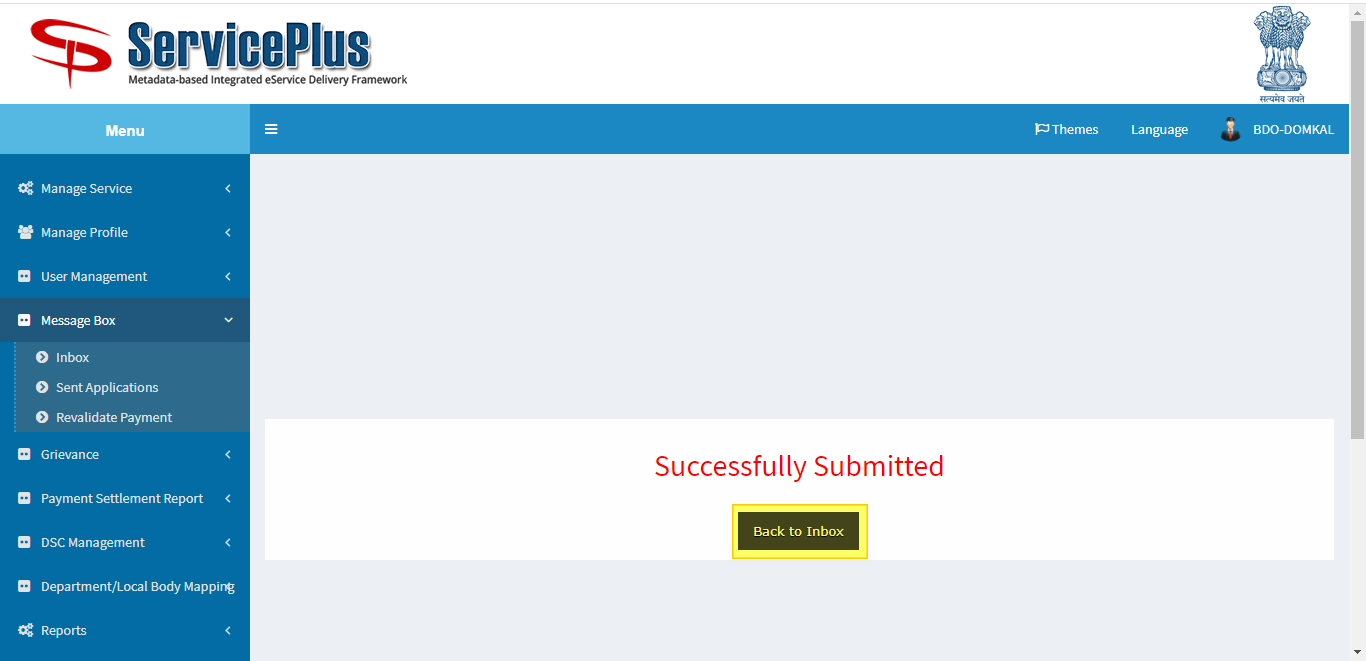 ServicePlus
Metadata-based Integrated eService Delivery Framework
सत्यमेव जयते
Menu
Themes
Language
BDO-DOMKAL
Manage Service
Manage Profile
User Management
Message Box
Inbox
Sent Applications
Revalidate Payment
Grievance
Payment Settlement Report
DSC Management
Department/Local Body Mapping
Reports
Successfully Submitted
Back to Inbox